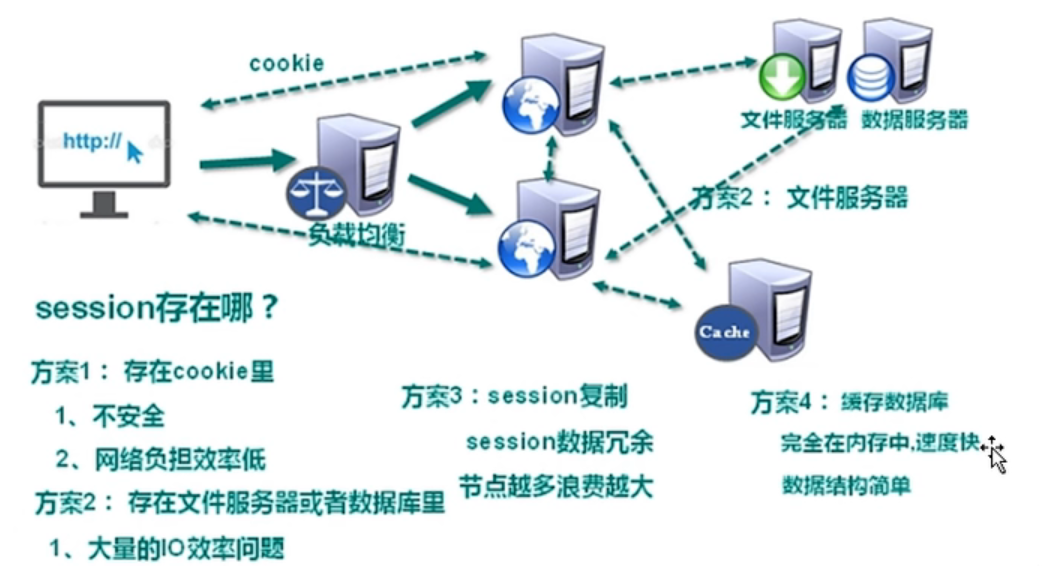 cookie
http://
负载均衡
文件服务器
数据服务器
方案2： 文件服务器
Cache
session存在哪？
方案1： 存在cookie里
1、不安全
2、网络负担效率低
方案2： 存在文件服务器或者数据库里
1、大量的IO效率问题
方案3：session复制
session数据冗余
节点越多浪费越大
方案4： 缓存数据库
完全在内存中,速度快
数据结构简单